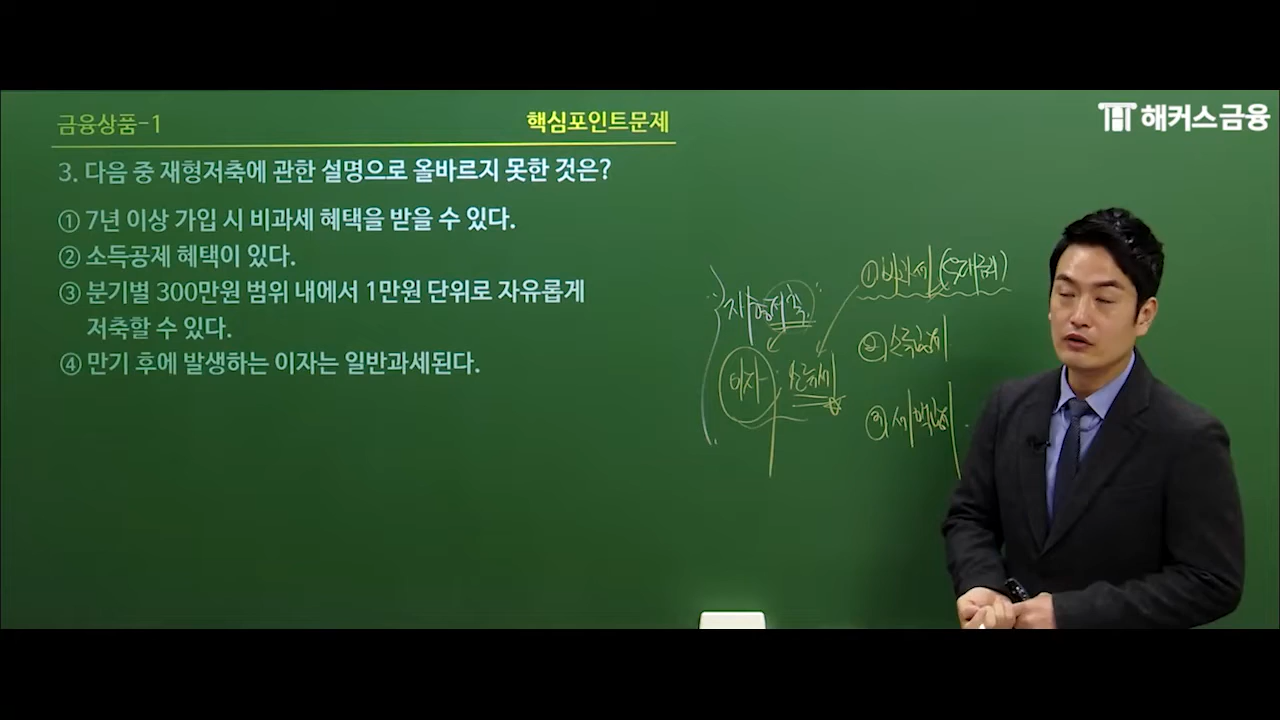 금융상품-1
핵심포인트문제
해커스금융
3. 다음 중 재형저축에 관한 설명으로 올바르지 못한 것은?
① 7년 이상 가입 시 비과세 혜택을 받을 수 있다.
② 소득공제 혜택이 있다.
③ 분기별 300만원 범위 내에서 1만원 단위로 자유롭게
저축할 수 있다.
④ 만기 후에 발생하는 이자는 일반과세된다.
① 비과세
② 소득공제
③ 세액공제
이자